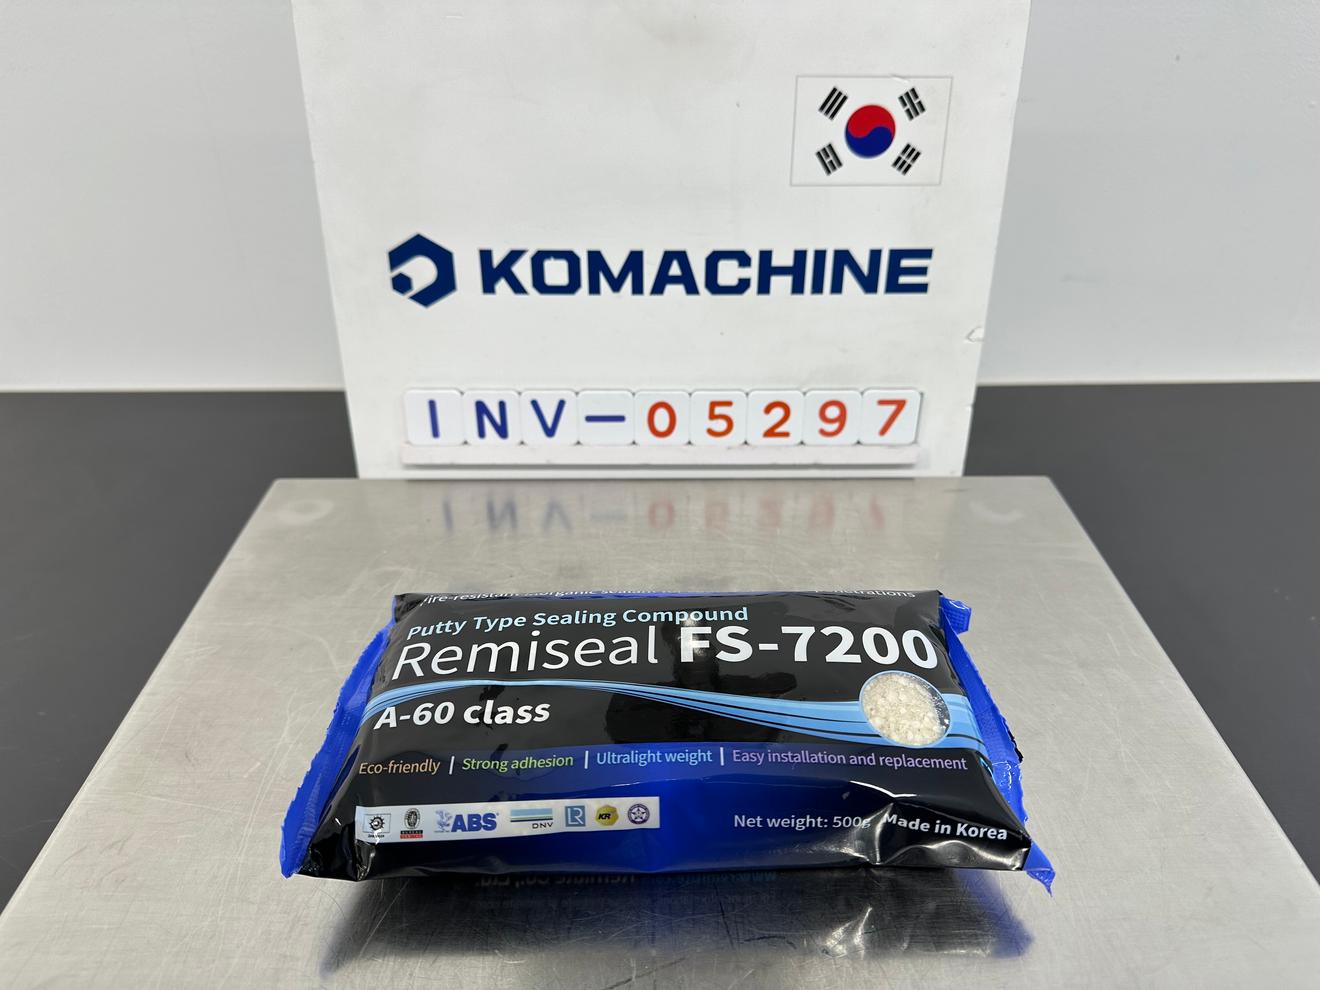 KOMACHINE
INV-05297
Putty Type Sealing Compound
Remiseal FS-7200
A-60 class
Eco-friendly | Strong adhesion | Ultralight weight | Easy installation and replacement
ABS DNV LR KR
Net weight: 500g Made in Korea